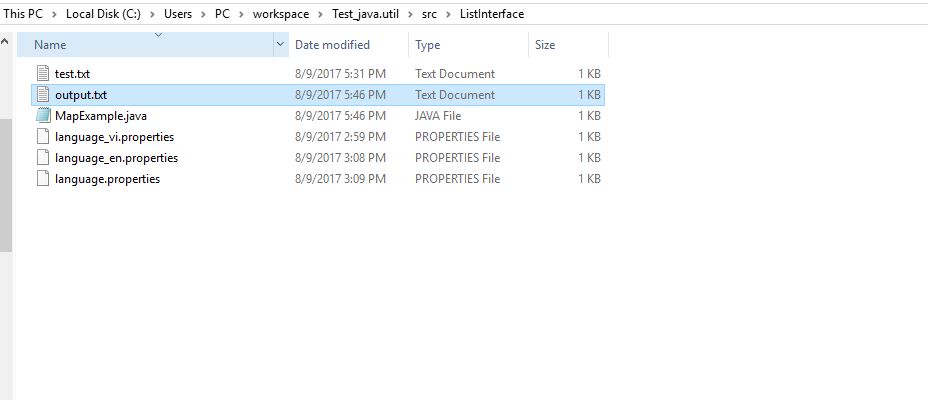 This PC > Local Disk (C:) > Users > PC > workspace > Test_java.util > src > ListInterface
Name Date modified Type Size
test.txt 8/9/2017 5:31 PM Text Document 1 KB
output.txt 8/9/2017 5:46 PM Text Document 1 KB
MapExample.java 8/9/2017 5:46 PM JAVA File 1 KB
language_vi.properties 8/9/2017 2:59 PM PROPERTIES File 1 KB
language_en.properties 8/9/2017 3:08 PM PROPERTIES File 1 KB
language.properties 8/9/2017 3:09 PM PROPERTIES File 1 KB